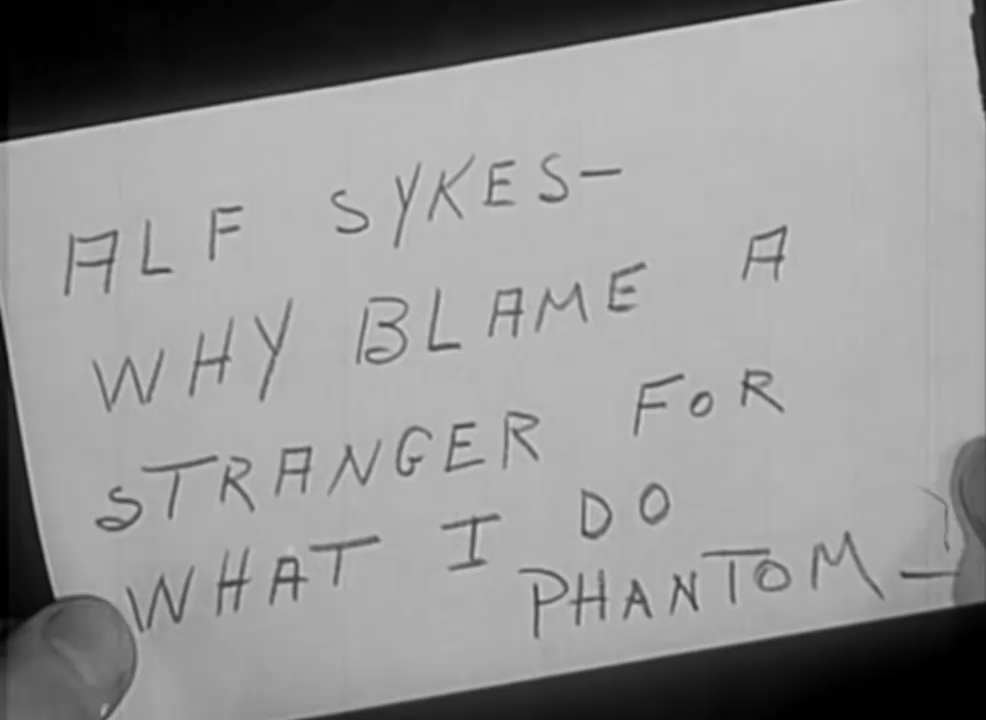 ALF SYKES—
WHY BLAME A
STRANGER FOR
WHAT I DO
PHANTOM—